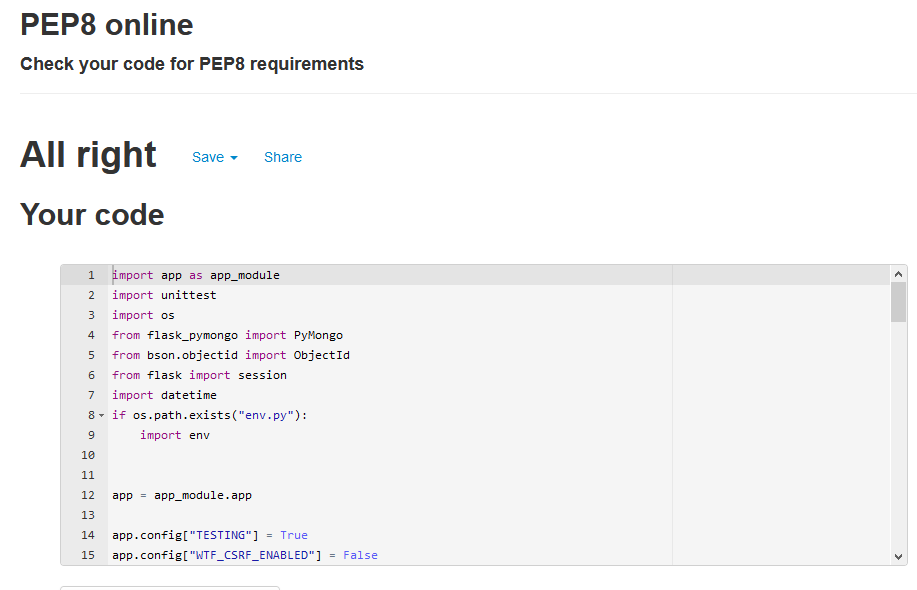 PEP8 online
Check your code for PEP8 requirements
All right Save Share
Your code
1 import app as app_module
2 import unittest
3 import os
4 from flask_pymongo import PyMongo
5 from bson.objectid import ObjectId
6 from flask import session
7 import datetime
8 if os.path.exists("env.py"):
9     import env
10
11
12 app = app_module.app
13
14 app.config["TESTING"] = True
15 app.config["WTF_CSRF_ENABLED"] = False